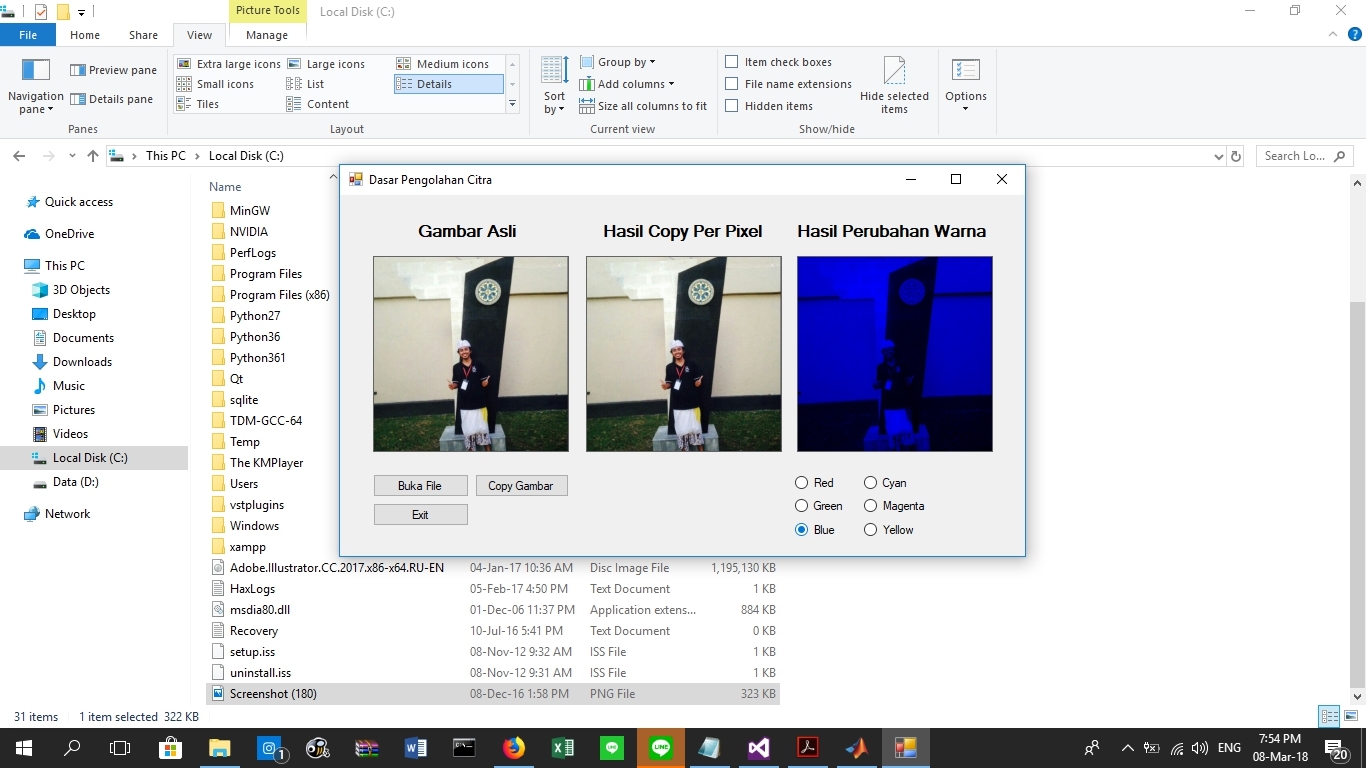 Picture Tools
Local Disk (C:)
File Home Share View Manage
Navigation pane
Preview pane
Details pane
Panes
Extra large icons Large icons Medium icons
Small icons List Details
Tiles Content
Layout
Sort by
Group by
Add columns
Size all columns to fit
Current view
Item check boxes
File name extensions
Hidden items
Hide selected items
Show/hide
Options
This PC Local Disk (C:)
Search Lo...
Quick access
OneDrive
This PC
3D Objects
Desktop
Documents
Downloads
Music
Pictures
Videos
Local Disk (C:)
Data (D:)
Network
Name
MinGW
NVIDIA
PerfLogs
Program Files
Program Files (x86)
Python27
Python36
Python361
Qt
sqlite
TDM-GCC-64
Temp
The KMPlayer
Users
vstplugins
Windows
xampp
Adobe.Illustrator.CC.2017.x86-x64.RU-EN 04-Jan-17 10:36 AM Disc Image File 1,195,130 KB
HaxLogs 05-Feb-17 4:50 PM Text Document 1 KB
msdia80.dll 01-Dec-06 11:37 PM Application extens... 884 KB
Recovery 10-Jul-16 5:41 PM Text Document 0 KB
setup.iss 08-Nov-12 9:32 AM ISS File 1 KB
uninstall.iss 08-Nov-12 9:31 AM ISS File 1 KB
Screenshot (180) 08-Dec-16 1:58 PM PNG File 323 KB
Dasar Pengolahan Citra
Gambar Asli Hasil Copy Per Pixel Hasil Perubahan Warna
Buka File Copy Gambar
Exit
Red Cyan
Green Magenta
Blue Yellow
31 items 1 item selected 322 KB
1
LINE
ENG
7:54 PM
08-Mar-18
20